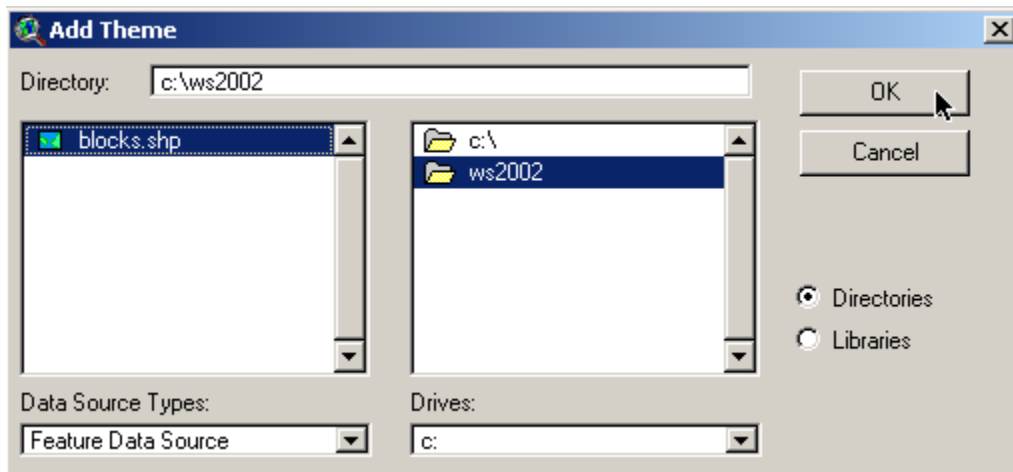 Add Theme
Directory: c:\ws2002
OK
Cancel
blocks.shp
c:\
ws2002
Directories
Libraries
Data Source Types:
Feature Data Source
Drives:
c: